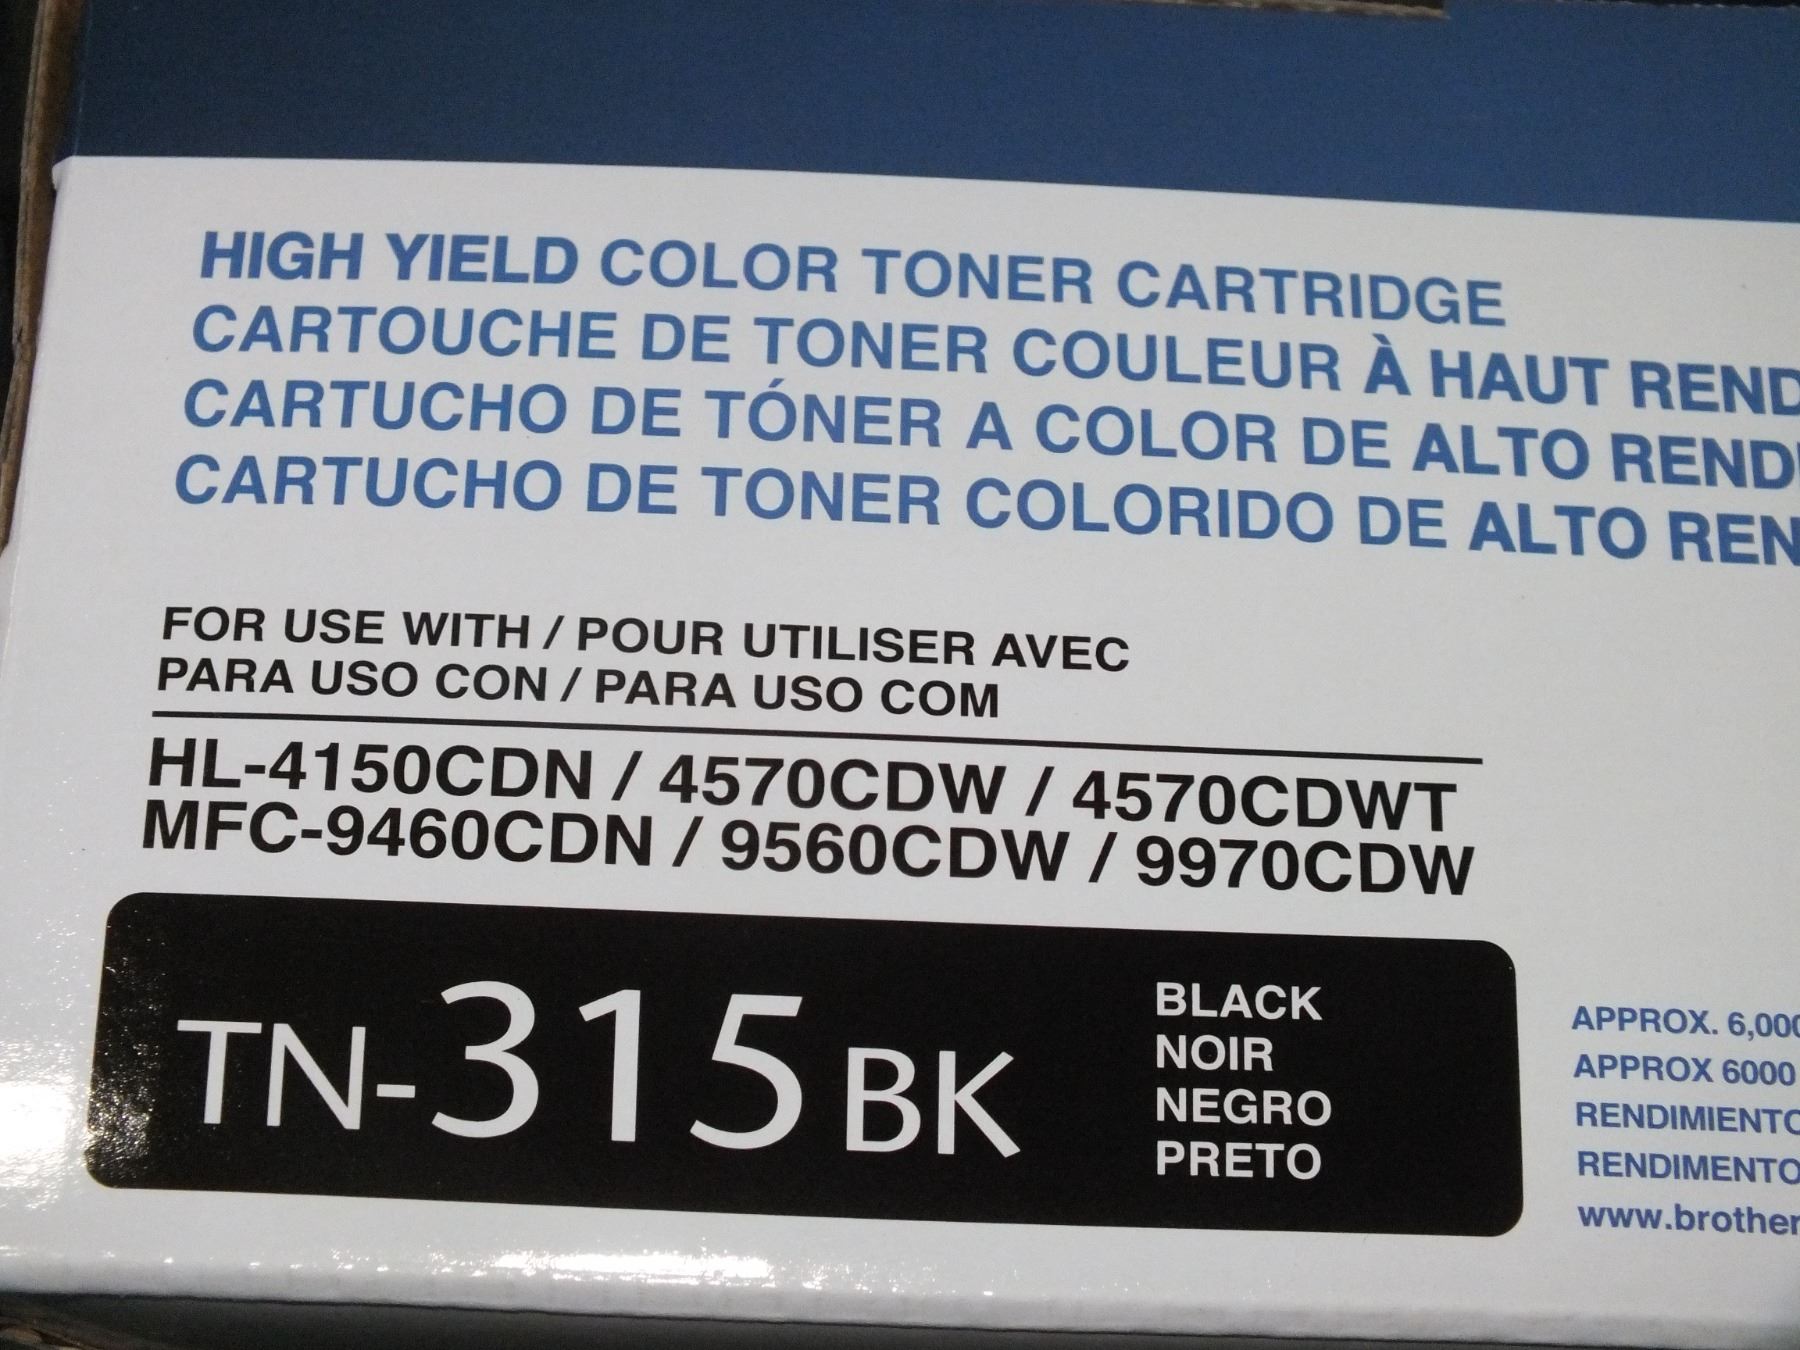 HIGH YIELD COLOR TONER CARTRIDGE
CARTOUCHE DE TONER COULEUR À HAUT REND
CARTUCHO DE TÓNER A COLOR DE ALTO REND
CARTUCHO DE TONER COLORIDO DE ALTO REN
FOR USE WITH / POUR UTILISER AVEC
PARA USO CON / PARA USO COM
HL-4150CDN / 4570CDW / 4570CDWT
MFC-9460CDN / 9560CDW / 9970CDW
TN-315BK
BLACK
NOIR
NEGRO
PRETO
APPROX. 6,000
APPROX 6000
RENDIMIENTO
RENDIMENTO
www.brother